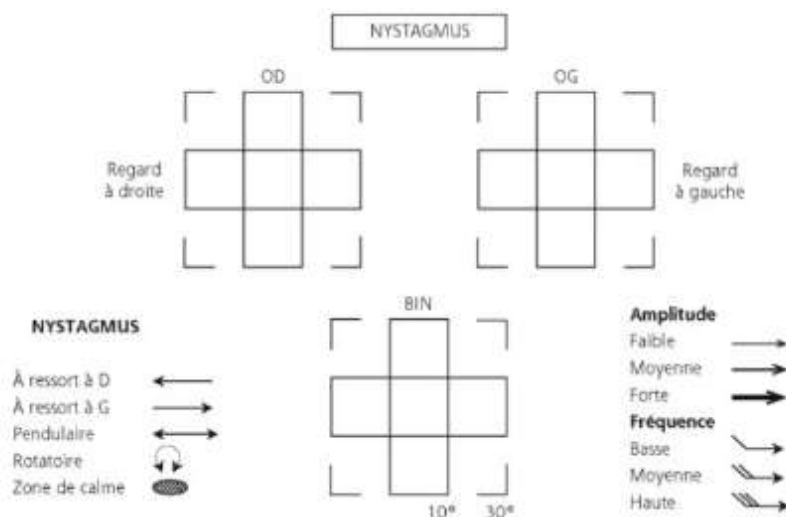 NYSTAGMUS
OD
OG
Regard
à droite
Regard
à gauche
BIN
NYSTAGMUS
À ressort à D
À ressort à G
Pendulaire
Rotatoire
Zone de calme
10°
30°
Amplitude
Faible
Moyenne
Forte
Fréquence
Basse
Moyenne
Haute